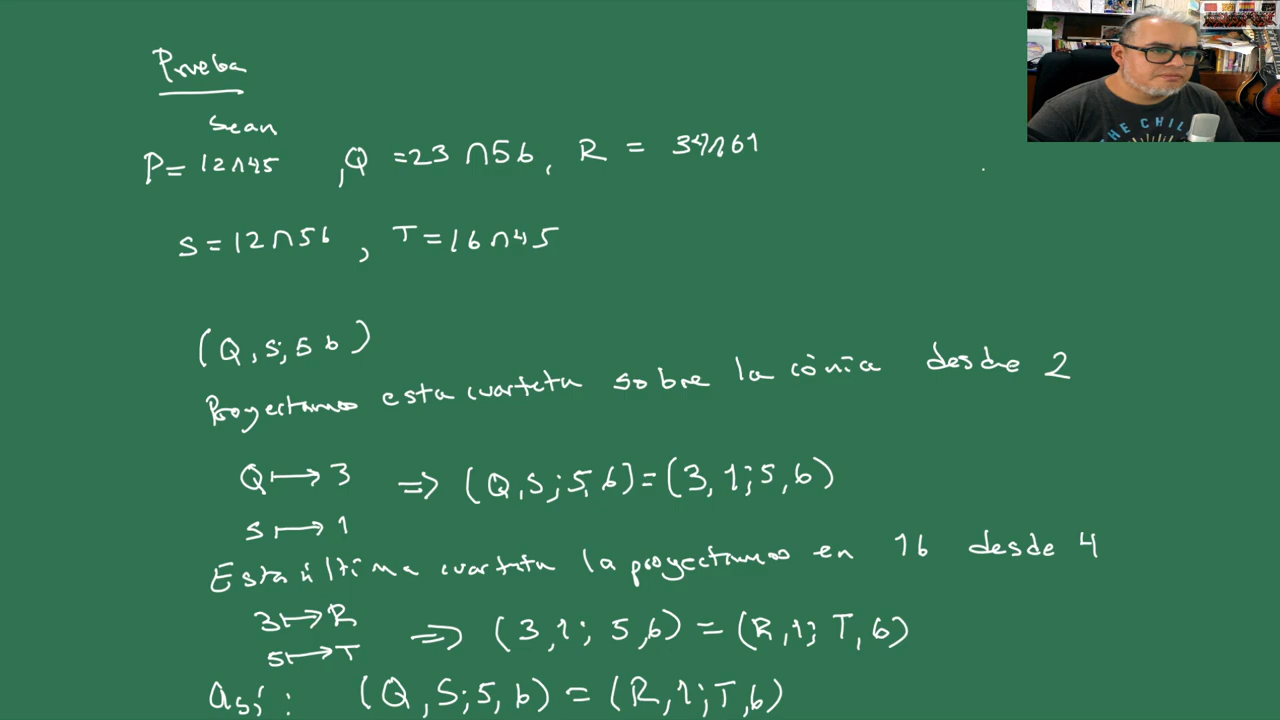 Prueba
Sean
P = 12∩45 , Q = 23∩56, R = 34∩61
S = 12∩56 , T = 16∩45
(Q, S; 5 6)
Proyectamos esta cuarteta sobre la cónica desde 2
Q ⟼ 3 ⟹ (Q, S; 5, 6) = (3, 1; 5, 6)
S ⟼ 1
Esta última cuarteta la proyectamos en 16 desde 4
3 ⟼ R ⟹ (3, 1; 5, 6) = (R, 1; T, 6)
5 ⟼ T
Así: (Q, S; 5, 6) = (R, 1; T, 6)
THE CHILL